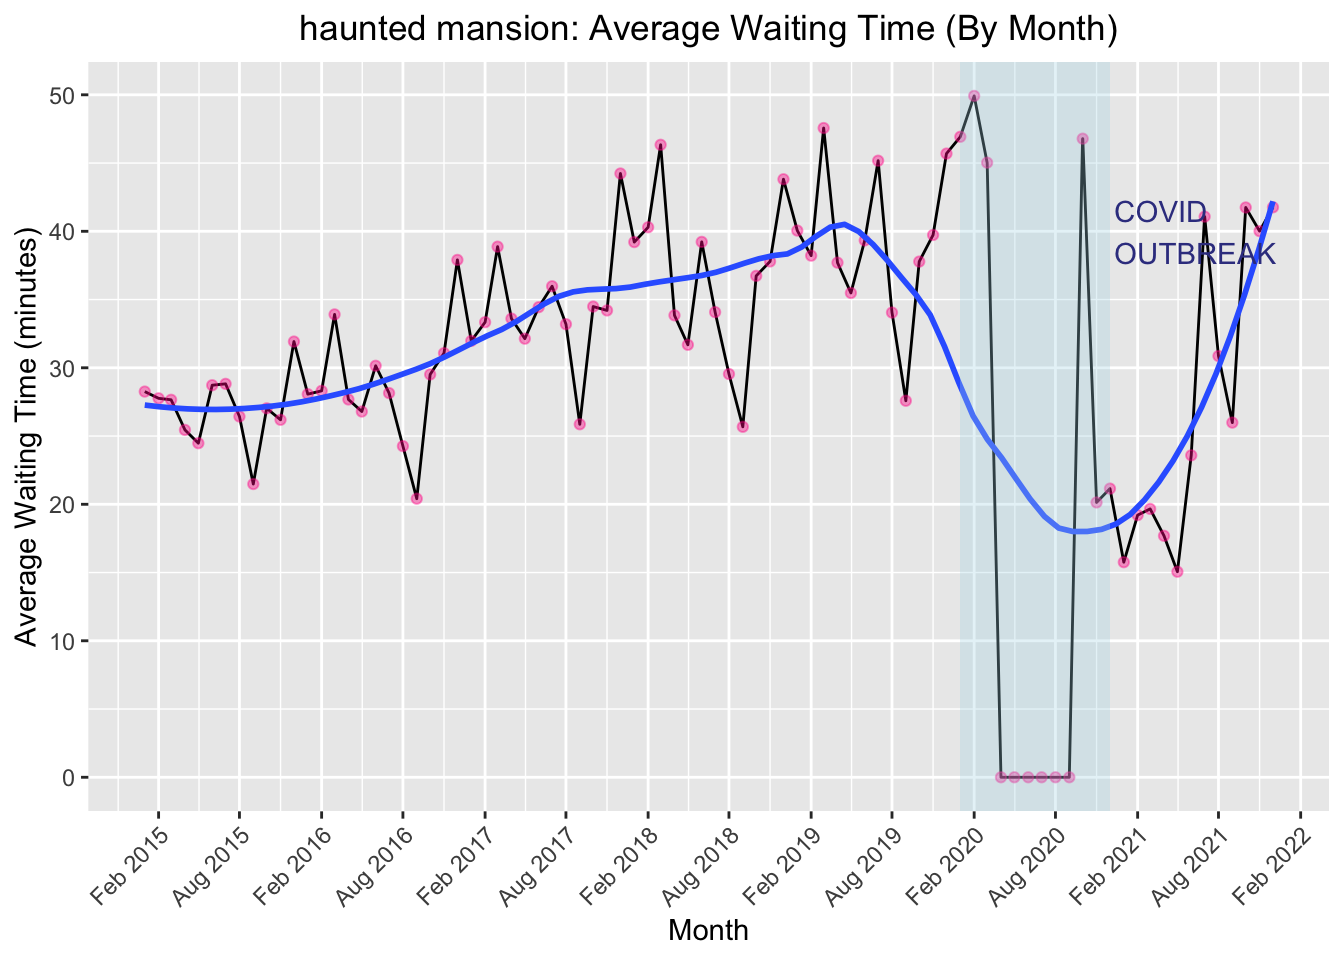 haunted mansion: Average Waiting Time (By Month)
Average Waiting Time (minutes)
50
40
30
20
10
0
COVID
OUTBREAK
Feb 2015
Aug 2015
Feb 2016
Aug 2016
Feb 2017
Aug 2017
Feb 2018
Aug 2018
Feb 2019
Aug 2019
Feb 2020
Aug 2020
Feb 2021
Aug 2021
Feb 2022
Month